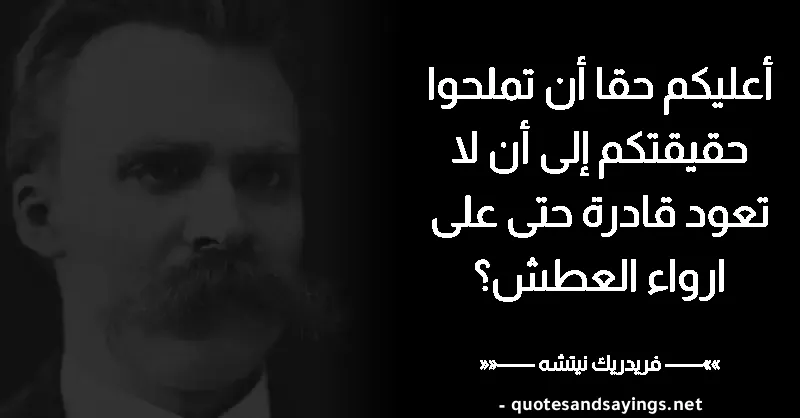 أعليكم حقا أن تملحوا
حقيقتكم إلى أن لا
تعود قادرة حتى على
ارواء العطش؟
»»—— فريدريك نيتشه ——««
- quotesandsayings.net